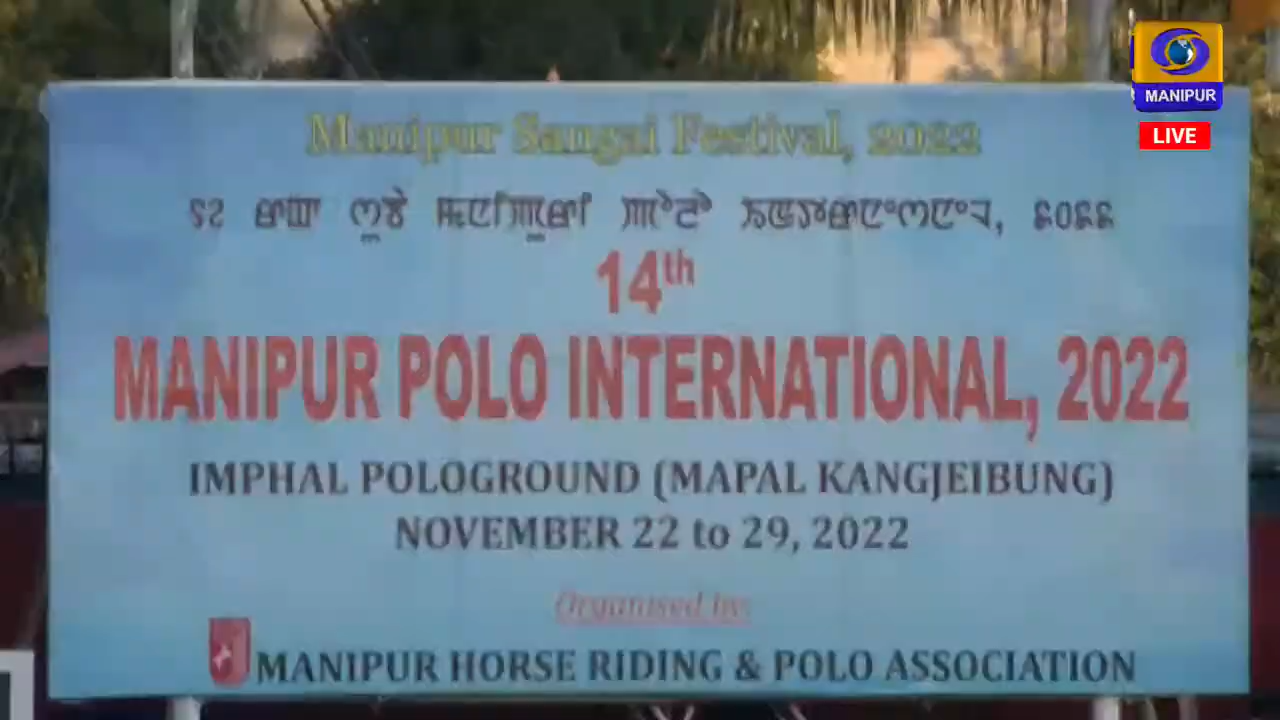 MANIPUR
LIVE
Manipur Sangai Festival, 2022
14th
MANIPUR POLO INTERNATIONAL, 2022
IMPHAL POLOGROUND (MAPAL KANGJEIBUNG)
NOVEMBER 22 to 29, 2022
Organised by:
MANIPUR HORSE RIDING & POLO ASSOCIATION